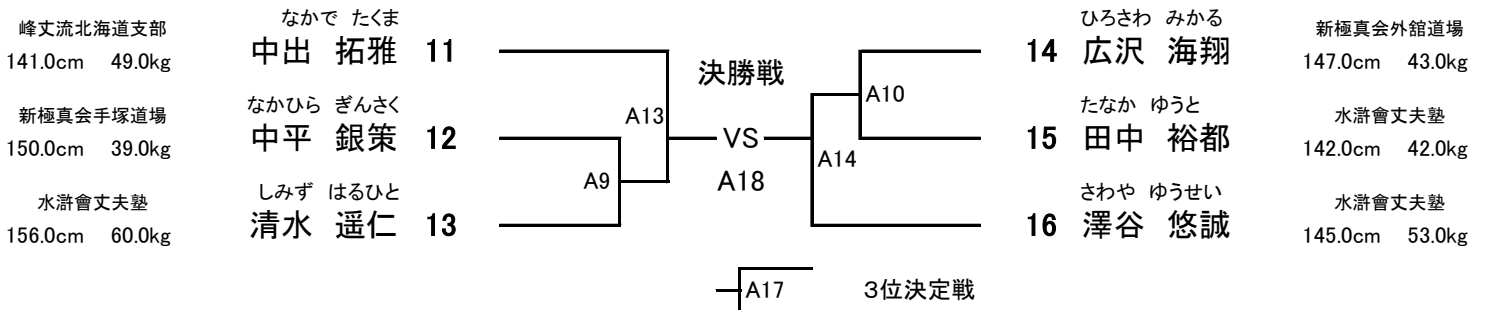 峰丈流北海道支部
141.0cm 49.0kg
なかで たくま
中出 拓雅 11
新極真会手塚道場
150.0cm 39.0kg
なかひら ぎんさく
中平 銀策 12
水滸會丈夫塾
156.0cm 60.0kg
しみず はるひと
清水 遥仁 13
A13
A9
決勝戦
VS
A18
A10
A14
ひろさわ みかる
14 広沢 海翔
新極真会外舘道場
147.0cm 43.0kg
たなか ゆうと
15 田中 裕都
水滸會丈夫塾
142.0cm 42.0kg
さわや ゆうせい
16 澤谷 悠誠
水滸會丈夫塾
145.0cm 53.0kg
A17 3位決定戦